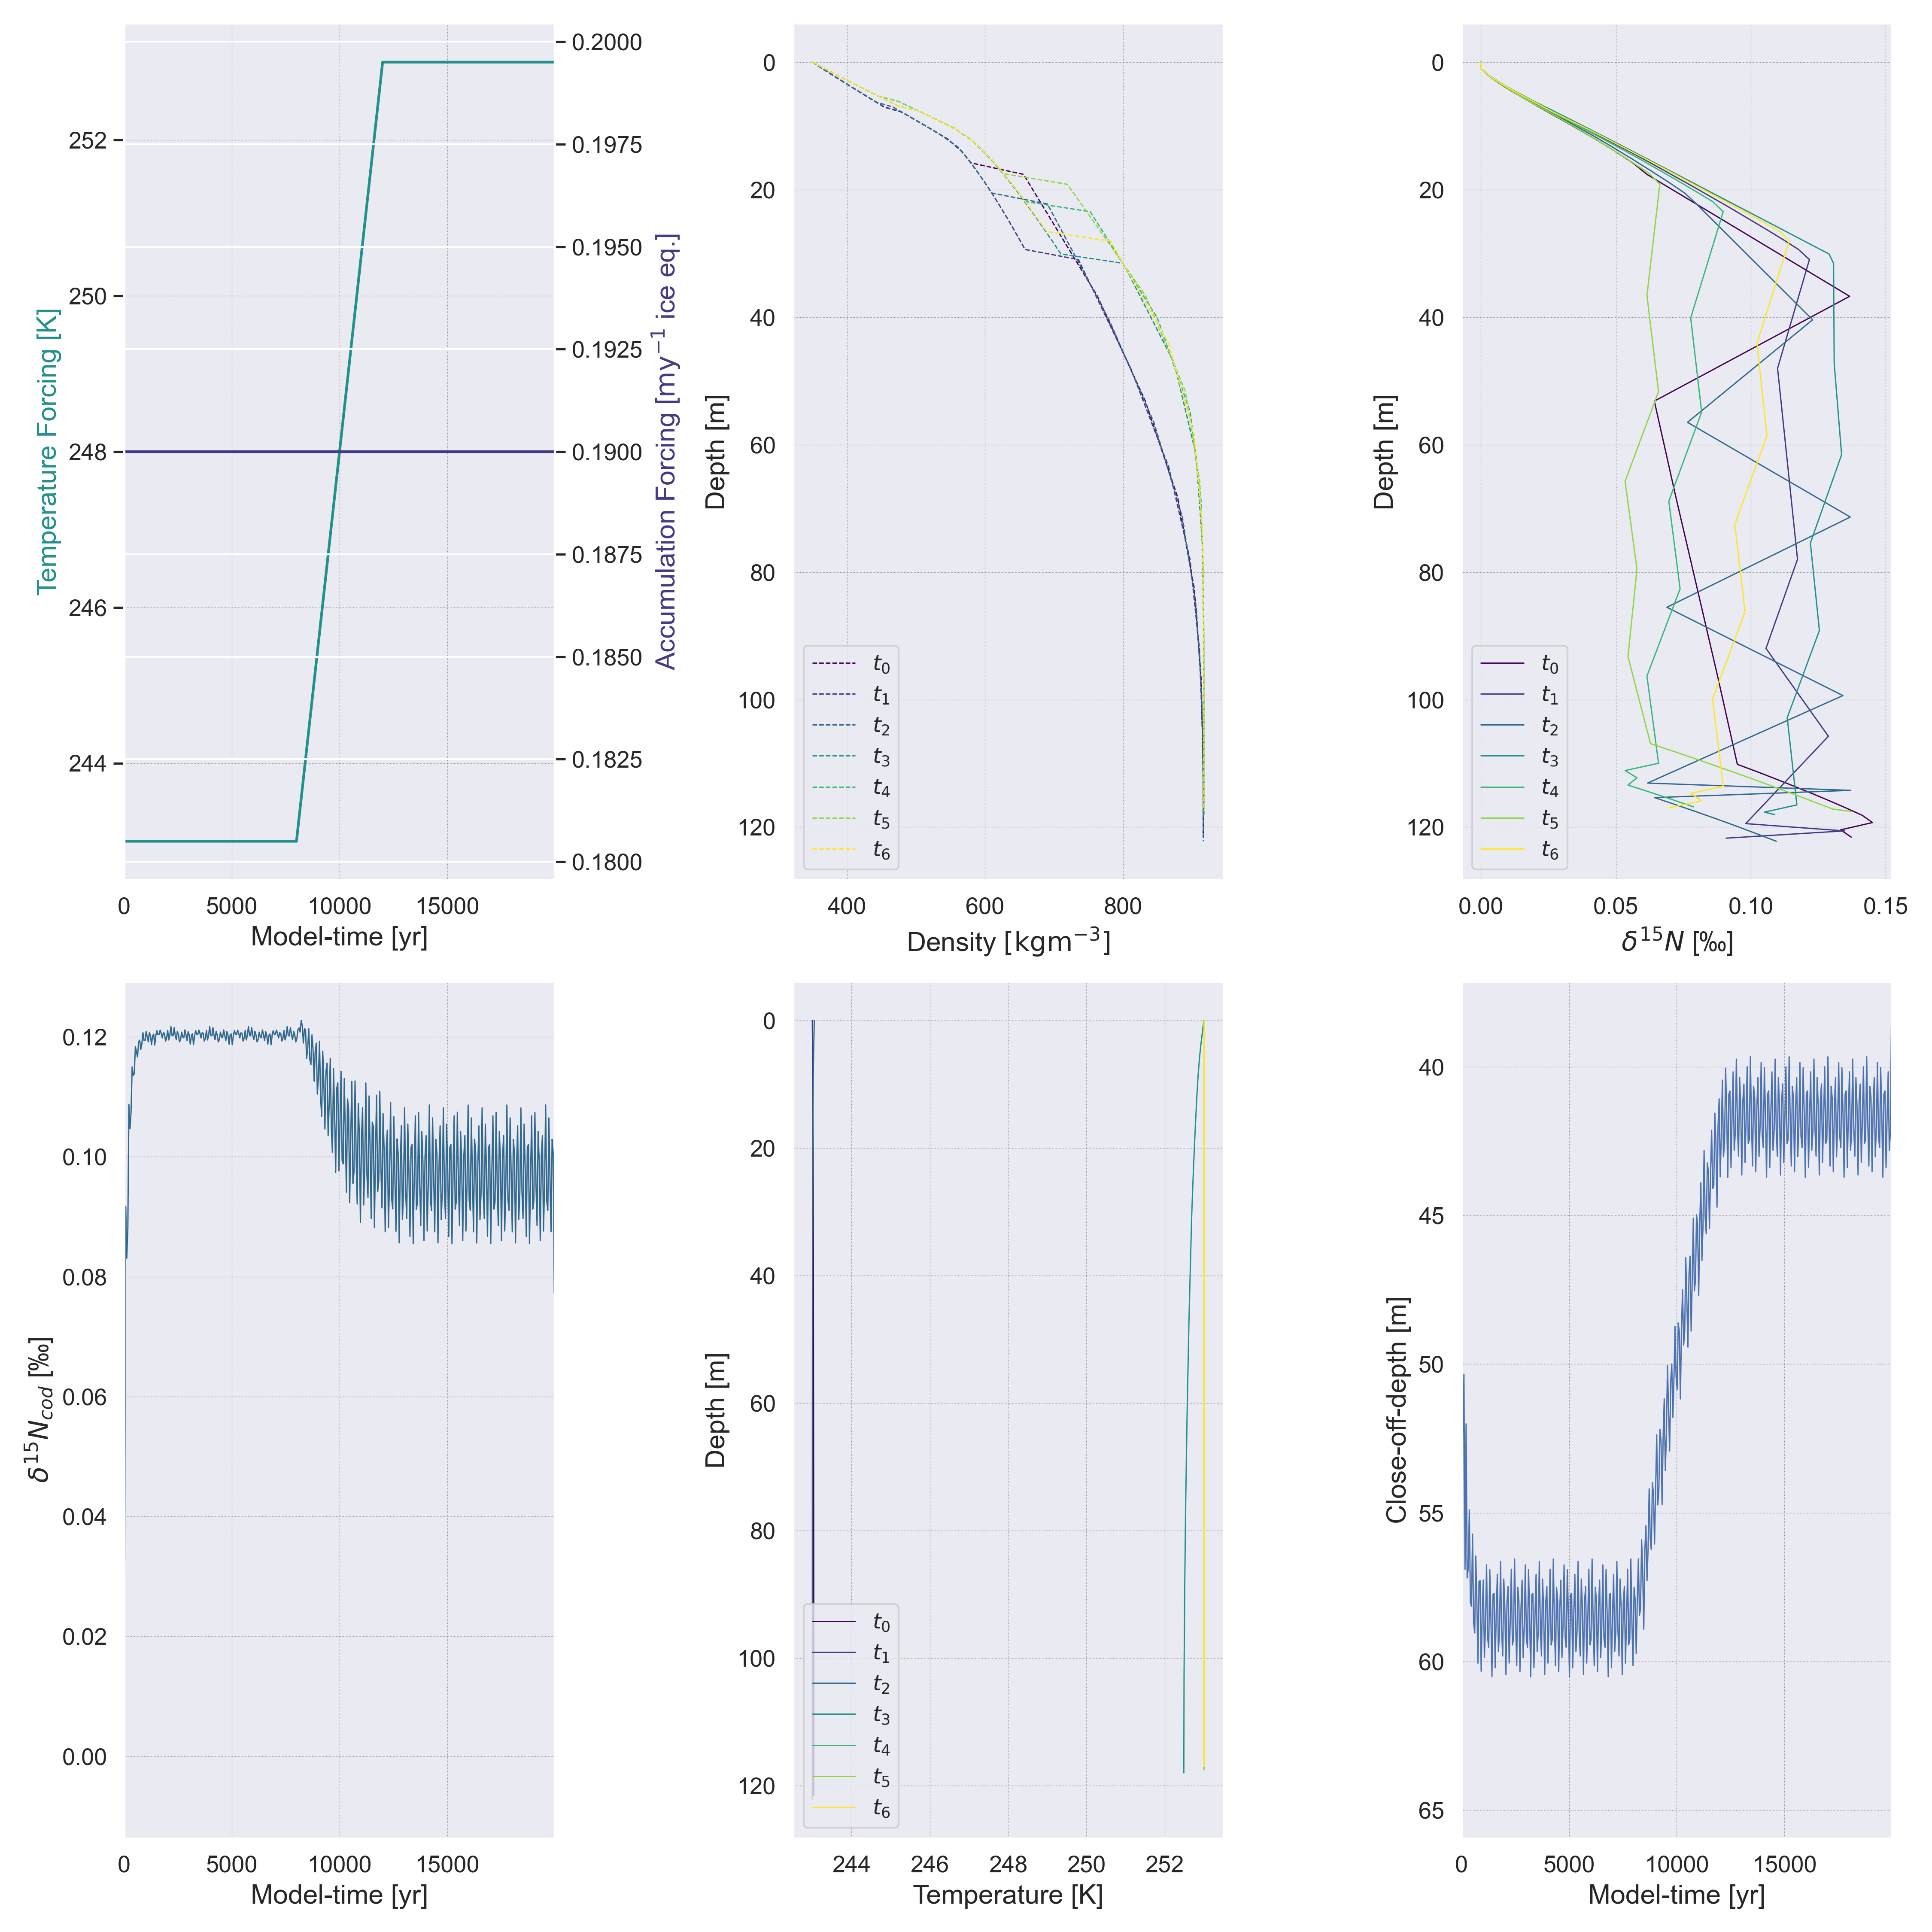 0.2000
0.1975
0.1950
0.1925
0.1900
0.1875
0.1850
0.1825
0.1800
252
250
248
246
244
Temperature Forcing [K]
Accumulation Forcing [my⁻¹ ice eq.]
0 5000 10000 15000
Model-time [yr]
0
20
40
60
80
100
120
Depth [m]
t₀
t₁
t₂
t₃
t₄
t₅
t₆
400 600 800
Density [kgm⁻³]
0
20
40
60
80
100
120
Depth [m]
t₀
t₁
t₂
t₃
t₄
t₅
t₆
0.00 0.05 0.10 0.15
δ¹⁵N [‰]
0.12
0.10
0.08
0.06
0.04
0.02
0.00
δ¹⁵N_cod [‰]
0 5000 10000 15000
Model-time [yr]
0
20
40
60
80
100
120
Depth [m]
t₀
t₁
t₂
t₃
t₄
t₅
t₆
244 246 248 250 252
Temperature [K]
40
45
50
55
60
65
Close-off-depth [m]
0 5000 10000 15000
Model-time [yr]